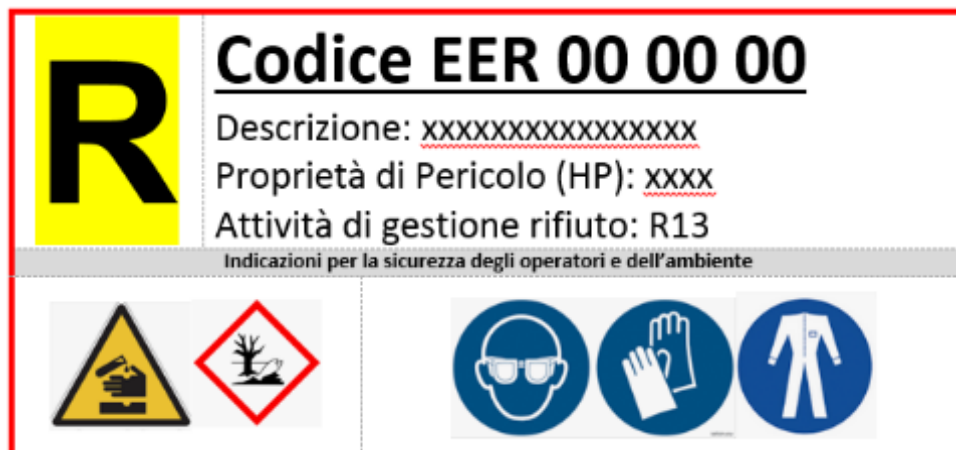 R
Codice EER 00 00 00
Descrizione: xxxxxxxxxxxxxxxx
Proprietà di Pericolo (HP): xxxx
Attività di gestione rifiuto: R13
Indicazioni per la sicurezza degli operatori e dell'ambiente